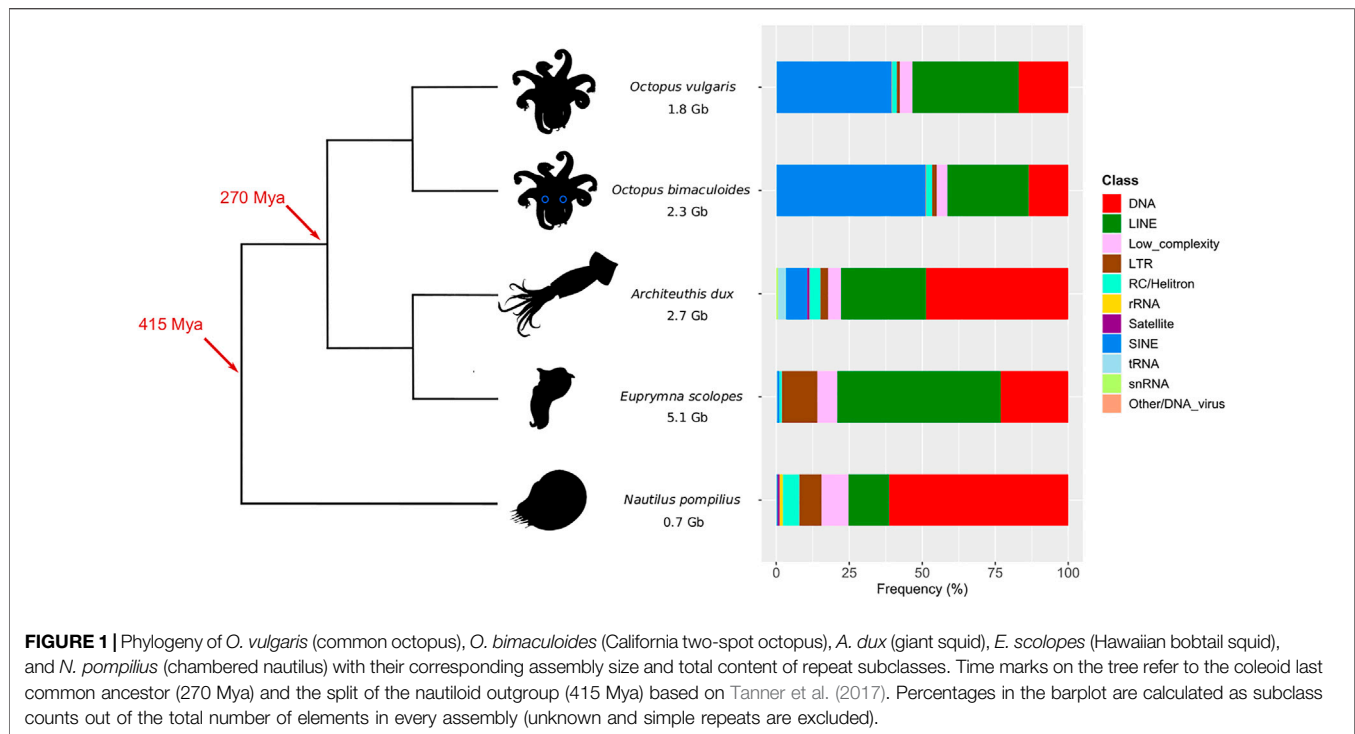 270 Mya
415 Mya
Octopus vulgaris
1.8 Gb
Octopus bimaculoides
2.3 Gb
Architeuthis dux
2.7 Gb
Euprymna scolopes
5.1 Gb
Nautilus pompilius
0.7 Gb
0 25 50 75 100
Frequency (%)
Class
DNA
LINE
Low_complexity
LTR
RC/Helitron
rRNA
Satellite
SINE
tRNA
snRNA
Other/DNA_virus
FIGURE 1 | Phylogeny of O. vulgaris (common octopus), O. bimaculoides (California two-spot octopus), A. dux (giant squid), E. scolopes (Hawaiian bobtail squid),
and N. pompilius (chambered nautilus) with their corresponding assembly size and total content of repeat subclasses. Time marks on the tree refer to the coleoid last
common ancestor (270 Mya) and the split of the nautiloid outgroup (415 Mya) based on Tanner et al. (2017). Percentages in the barplot are calculated as subclass
counts out of the total number of elements in every assembly (unknown and simple repeats are excluded).